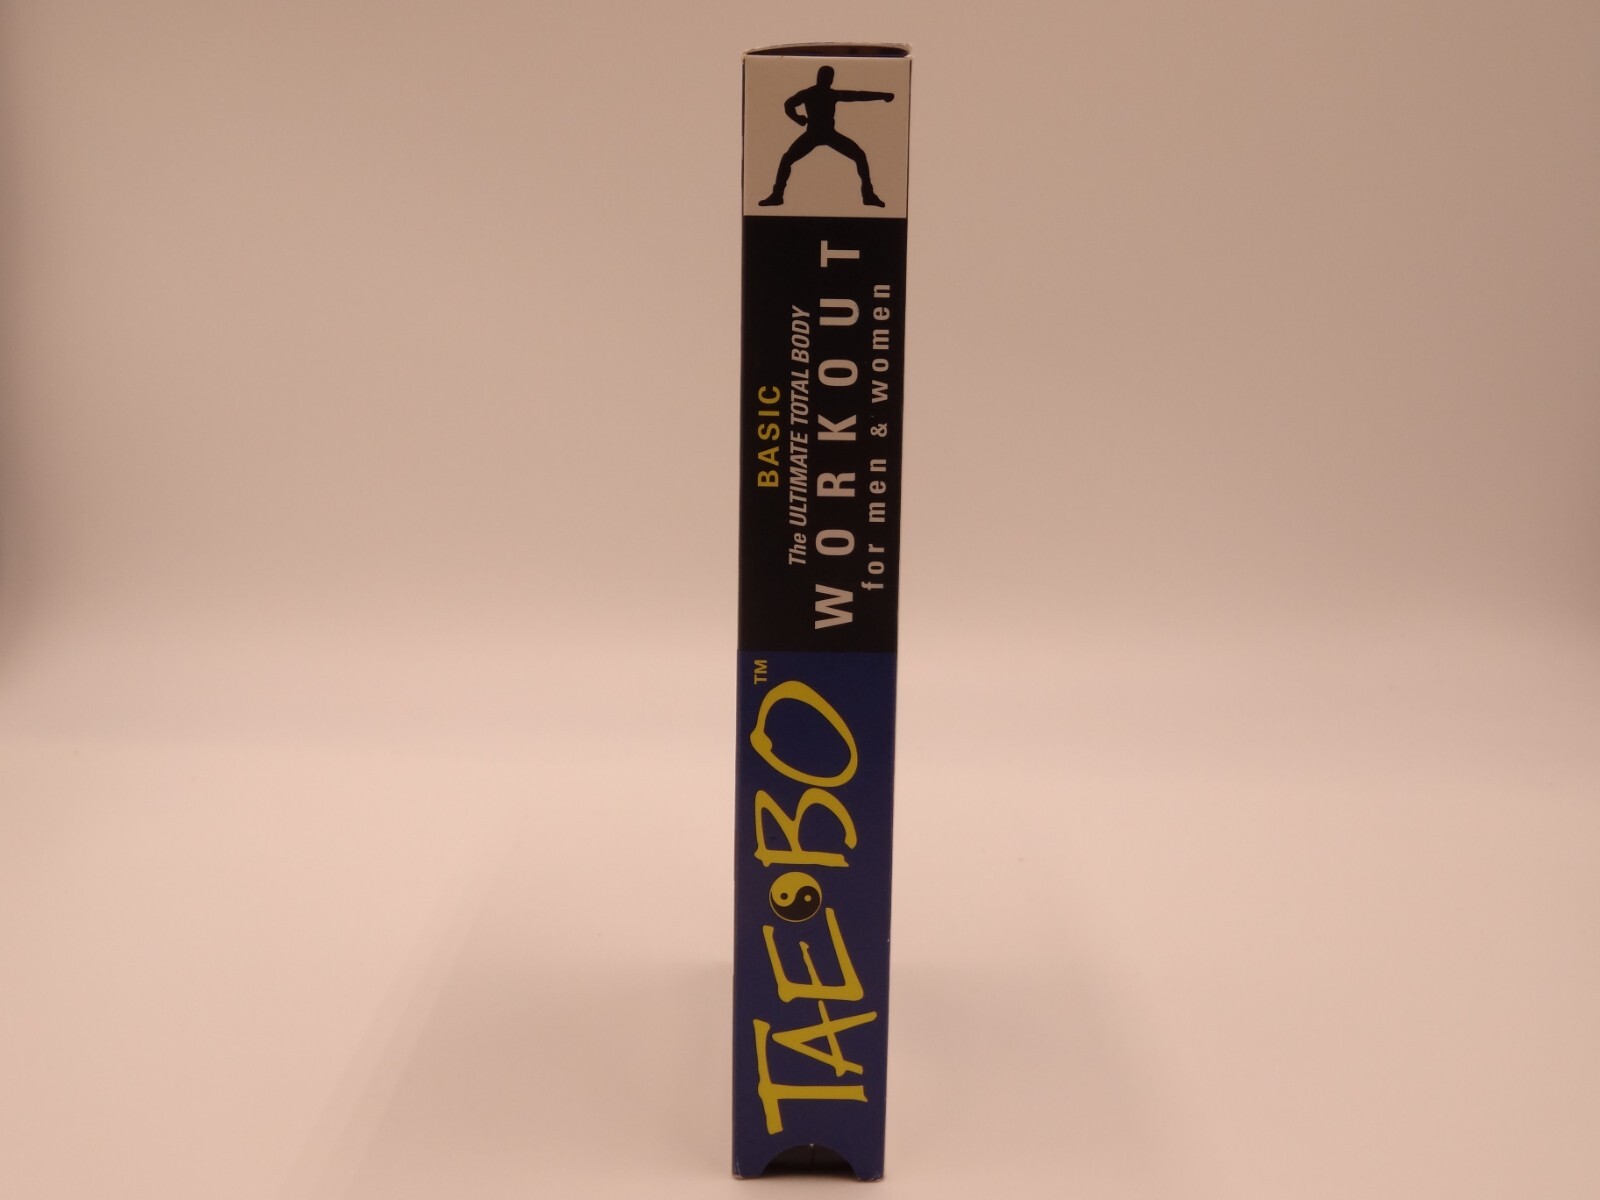 TAE BO™
BASIC
The ULTIMATE TOTAL BODY
WORKOUT
for men & women